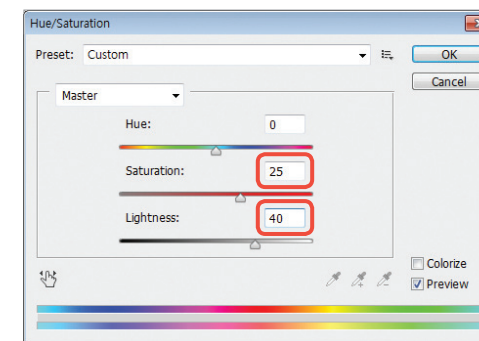 Hue/Saturation
Preset: Custom
OK
Cancel
Master
Hue: 0
Saturation: 25
Lightness: 40
Colorize
Preview